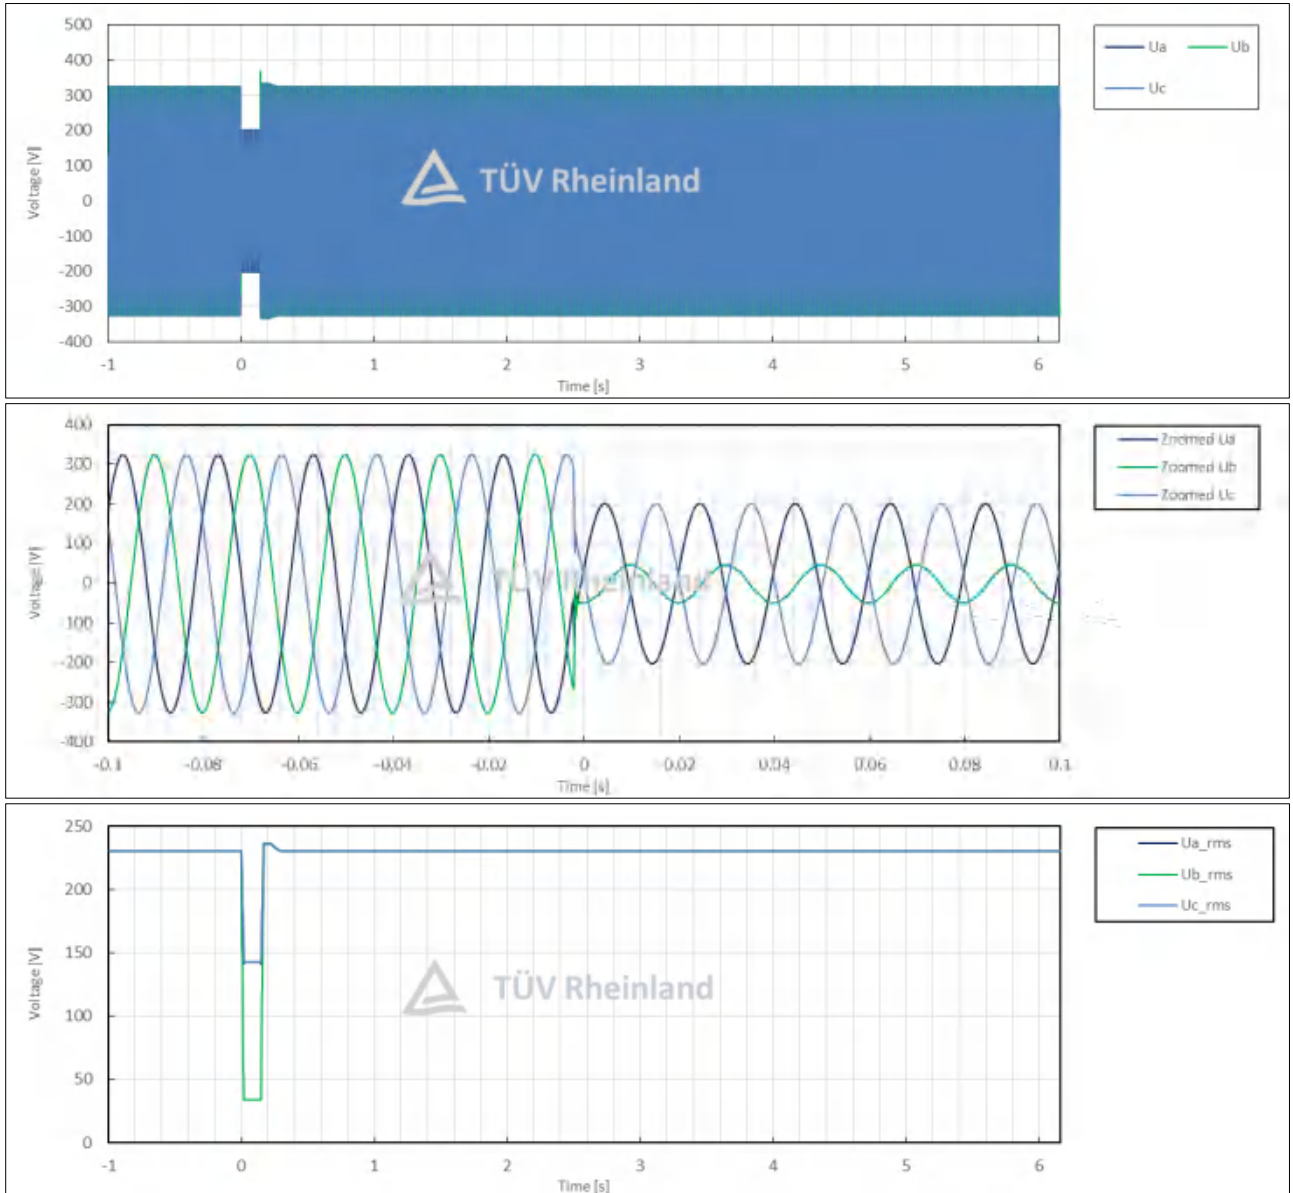 500
400
300
200
100
0
-100
-200
-300
-400
Voltage [V]
-1 0 1 2 3 4 5 6
Time [s]
Ua Ub
Uc
TÜV Rheinland
400
300
200
100
0
-100
-200
-300
-400
Voltage [V]
-0.1 -0.08 -0.06 -0.04 -0.02 0 0.02 0.04 0.06 0.08 0.1
Time [s]
Zoomed Ua
Zoomed Ub
Zoomed Uc
TÜV Rheinland
250
200
150
100
50
0
Voltage [V]
-1 0 1 2 3 4 5 6
Time [s]
Ua_rms
Ub_rms
Uc_rms
TÜV Rheinland